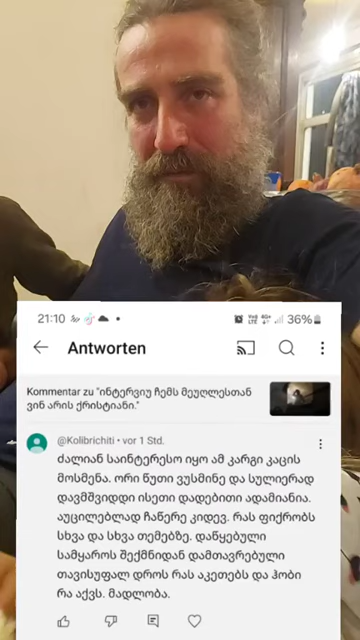 21:10
36%
Antworten
Kommentar zu "ინტერვიუ ჩემს მეუღლესთან
ვინ არის ქრისტიანი."
@Kolibrichiti • vor 1 Std.
ძალიან საინტერესო იყო ამ კარგი კაცის
მოსმენა. ორი წუთი ვუსმინე და სულიერად
დავმშვიდდი ისეთი დადებითი ადამიანია.
აუცილებლად ჩაწერე კიდევ. რას ფიქრობს
სხვა და სხვა თემებზე. დაწყებული
სამყაროს შექმნიდან დამთავრებული
თავისუფალ დროს რას აკეთებს და ჰობი
რა აქვს. მადლობა.